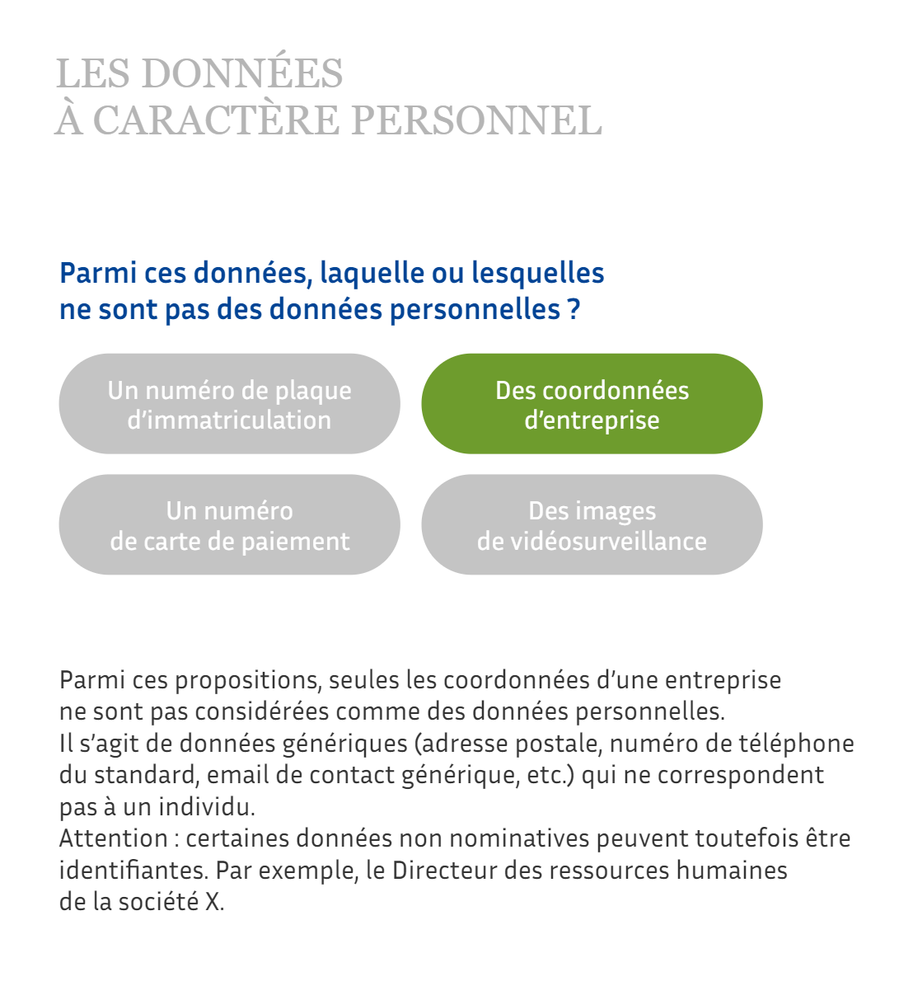 LES DONNÉES
À CARACTÈRE PERSONNEL
Parmi ces données, laquelle ou lesquelles
ne sont pas des données personnelles ?
Un numéro de plaque
d’immatriculation
Des coordonnées
d’entreprise
Un numéro
de carte de paiement
Des images
de vidéosurveillance
Parmi ces propositions, seules les coordonnées d’une entreprise
ne sont pas considérées comme des données personnelles.
Il s’agit de données génériques (adresse postale, numéro de téléphone
du standard, email de contact générique, etc.) qui ne correspondent
pas à un individu.
Attention : certaines données non nominatives peuvent toutefois être
identifiantes. Par exemple, le Directeur des ressources humaines
de la société X.